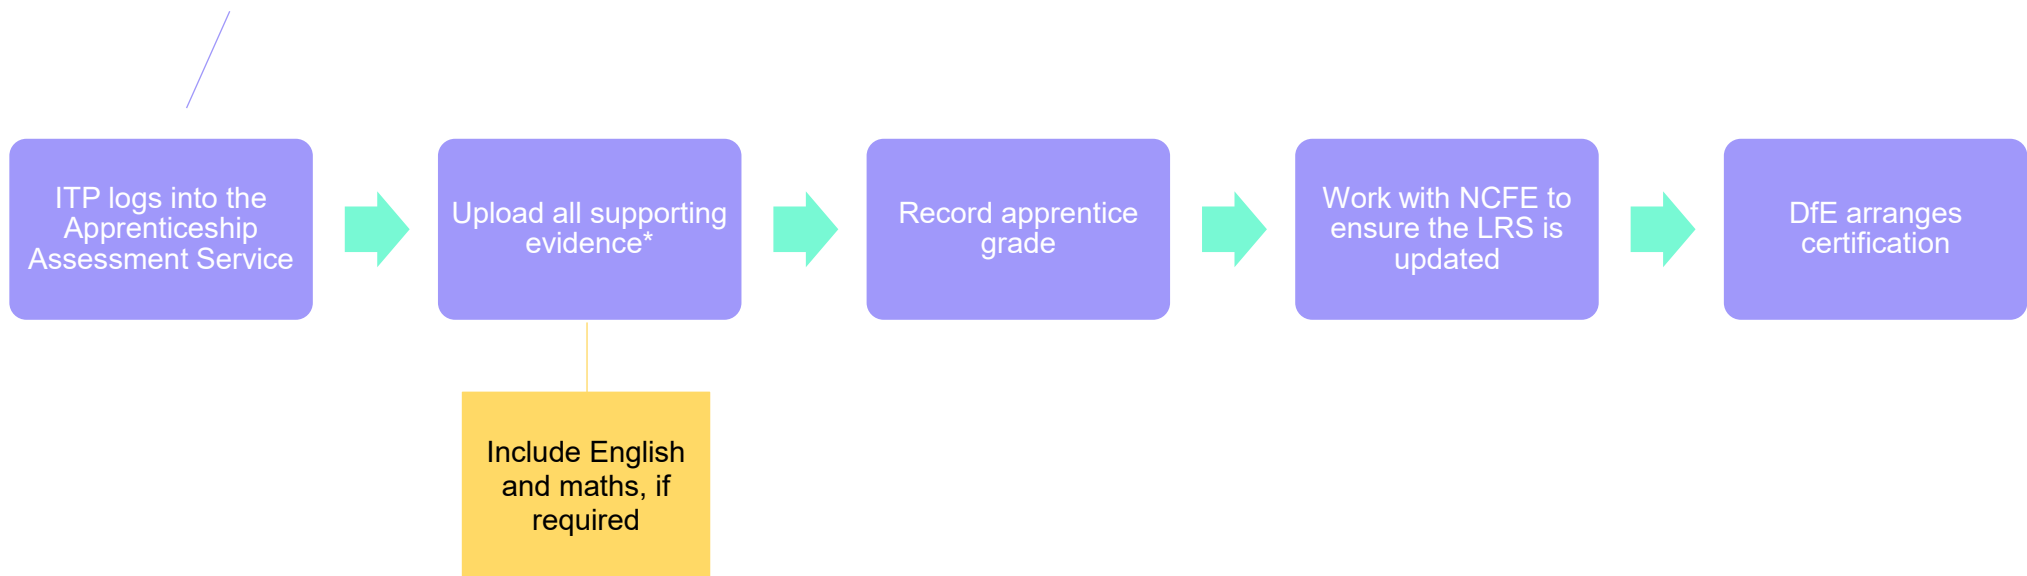 ITP logs into the
Apprenticeship
Assessment Service
Upload all supporting
evidence*
Record apprentice
grade
Work with NCFE to
ensure the LRS is
updated
DfE arranges
certification
Include English
and maths, if
required